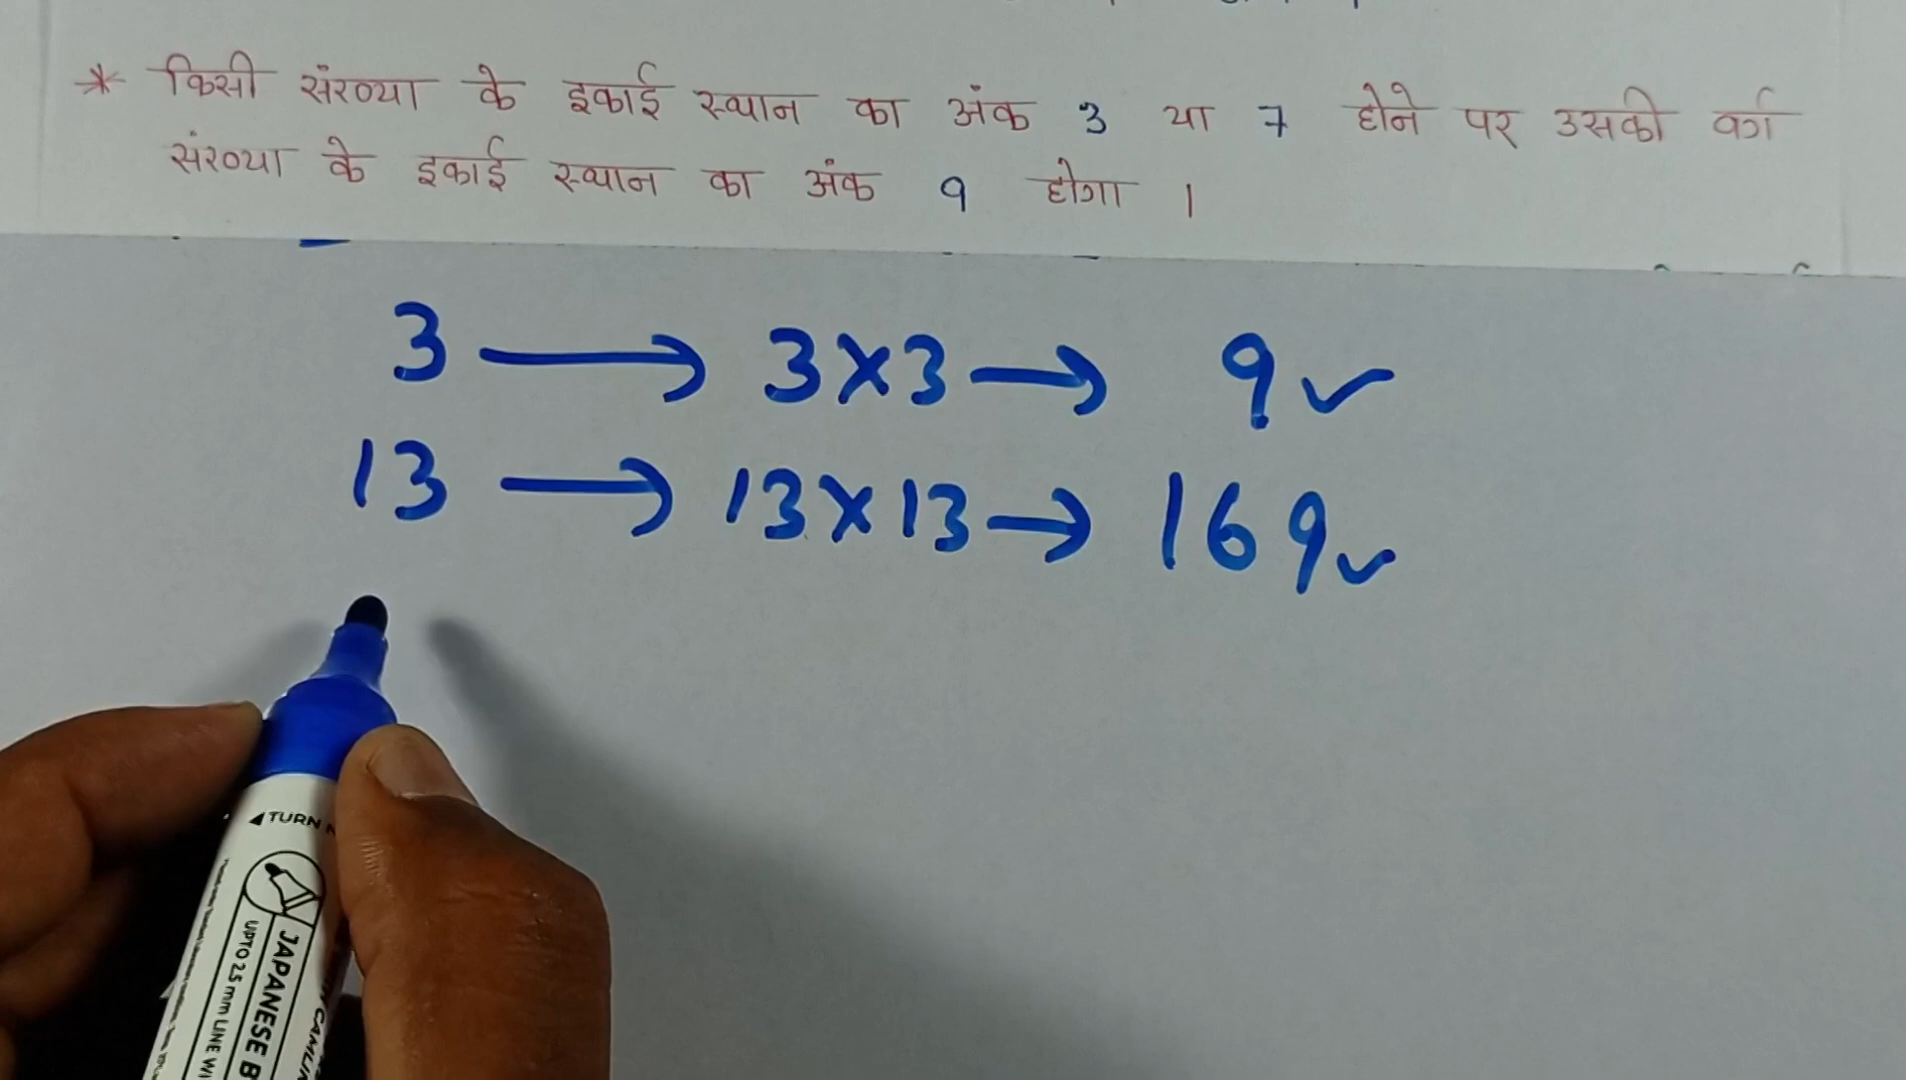 * किसी संख्या के इकाई स्थान का अंक 3 या 7 होने पर उसकी वर्ग
संख्या के इकाई स्थान का अंक 9 होगा ।
3 → 3×3 → 9 ✓
13 → 13×13 → 169 ✓
◄TURN
JAPANESE B
UPTO 2.5 mm LINE WI